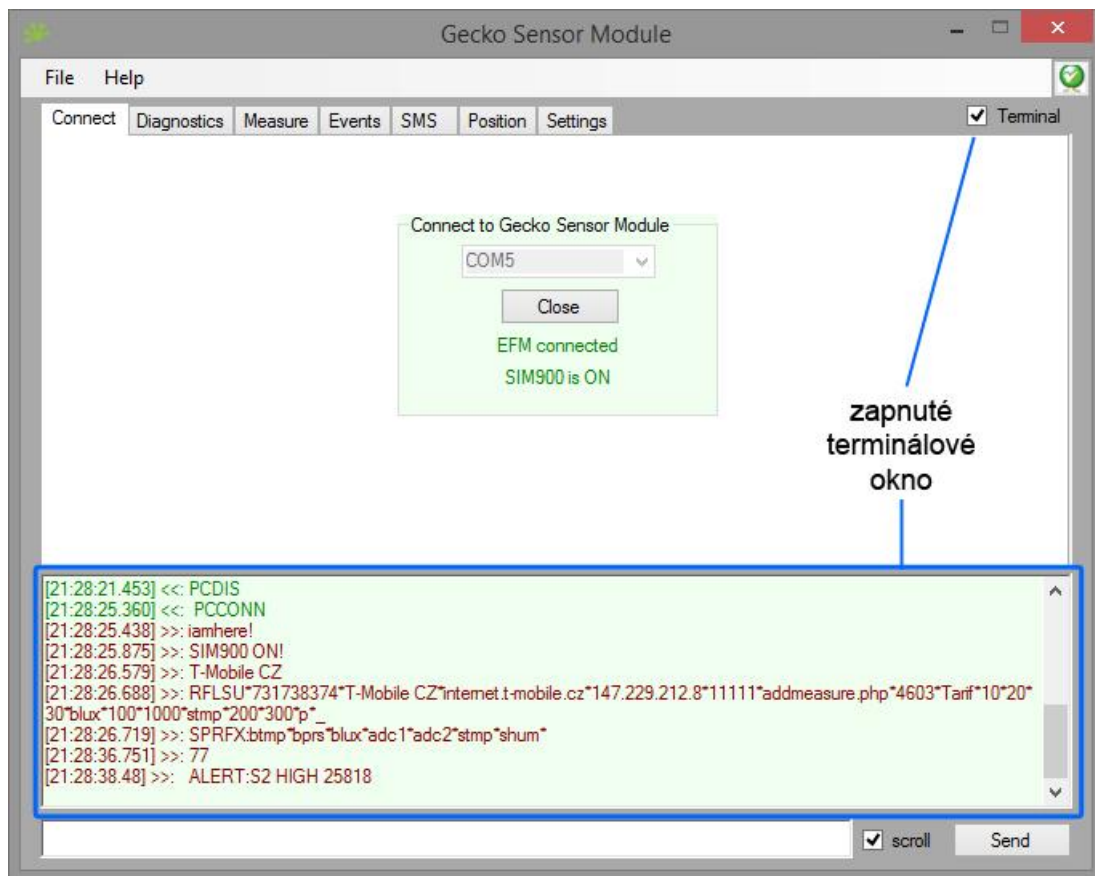 Gecko Sensor Module
File Help
Connect Diagnostics Measure Events SMS Position Settings
Terminal
Connect to Gecko Sensor Module
COM5
Close
EFM connected
SIM900 is ON
zapnuté
terminálové
okno
[21:28:21.453] <<: PCDIS
[21:28:25.360] <<: PCCONN
[21:28:25.438] >>: iamhere!
[21:28:25.875] >>: SIM900 ON!
[21:28:26.579] >>: T-Mobile CZ
[21:28:26.688] >>: RFLSU*731738374*T-Mobile CZ*internet.t-mobile.cz*147.229.212.8*11111*addmeasure.php*4603*Tarif*10*20*
30*blux*100*1000*stmp*200*300*p*_
[21:28:26.719] >>: SPRFX:btmp*bprs*blux*adc1*adc2*stmp*shum*
[21:28:36.751] >>: 77
[21:28:38.48] >>: ALERT:S2 HIGH 25818
scroll
Send